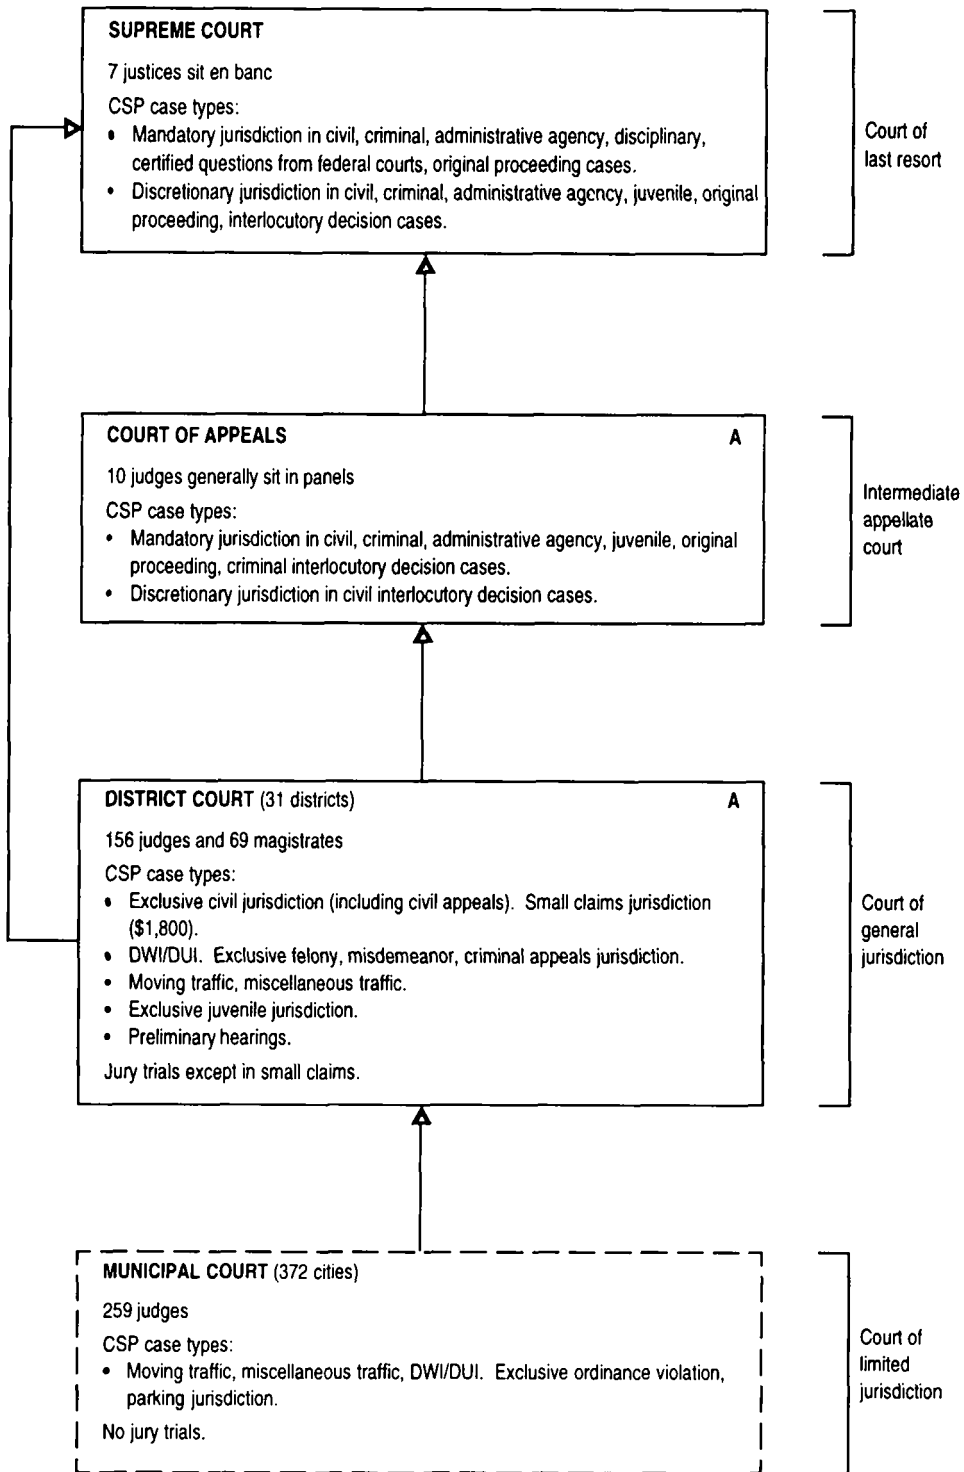 SUPREME COURT
7 justices sit en banc
CSP case types:
• Mandatory jurisdiction in civil, criminal, administrative agency, disciplinary,
certified questions from federal courts, original proceeding cases.
• Discretionary jurisdiction in civil, criminal, administrative agency, juvenile, original
proceeding, interlocutory decision cases.
Court of
last resort
COURT OF APPEALS A
10 judges generally sit in panels
CSP case types:
• Mandatory jurisdiction in civil, criminal, administrative agency, juvenile, original
proceeding, criminal interlocutory decision cases.
• Discretionary jurisdiction in civil interlocutory decision cases.
Intermediate
appellate
court
DISTRICT COURT (31 districts) A
156 judges and 69 magistrates
CSP case types:
• Exclusive civil jurisdiction (including civil appeals). Small claims jurisdiction
($1,800).
• DWI/DUI. Exclusive felony, misdemeanor, criminal appeals jurisdiction.
• Moving traffic, miscellaneous traffic.
• Exclusive juvenile jurisdiction.
• Preliminary hearings.
Jury trials except in small claims.
Court of
general
jurisdiction
MUNICIPAL COURT (372 cities)
259 judges
CSP case types:
• Moving traffic, miscellaneous traffic, DWI/DUI. Exclusive ordinance violation,
parking jurisdiction.
No jury trials.
Court of
limited
jurisdiction